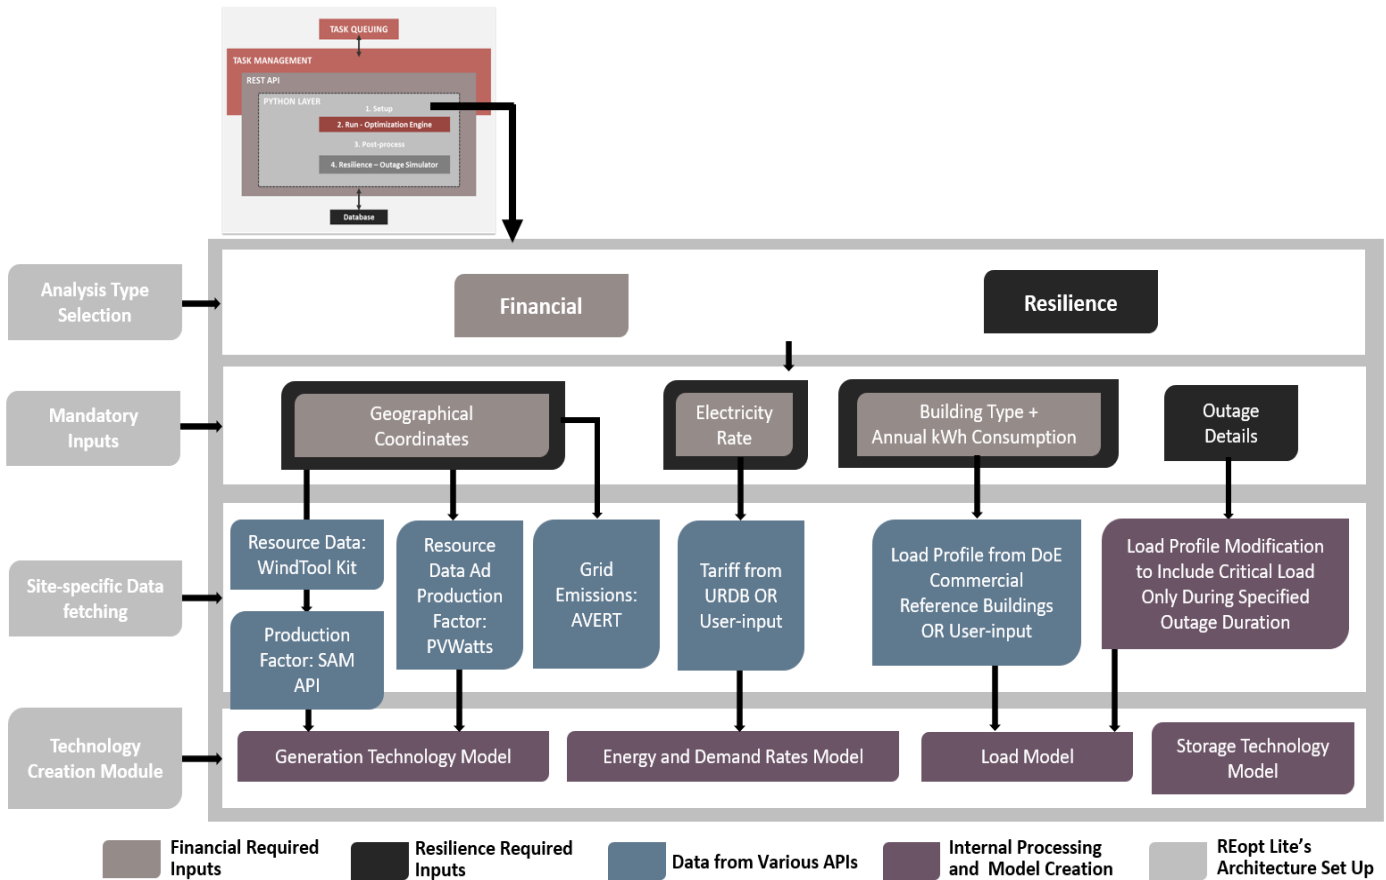 TASK QUEUING
TASK MANAGEMENT
REST API
PYTHON LAYER
1. Setup
2. Run - Optimization Engine
3. Post-process
4. Resilience – Outage Simulator
Database
Analysis Type
Selection
Financial
Resilience
Mandatory
Inputs
Geographical
Coordinates
Electricity
Rate
Building Type +
Annual kWh Consumption
Outage
Details
Site-specific Data
fetching
Resource Data:
WindTool Kit
Production
Factor: SAM
API
Resource
Data Ad
Production
Factor:
PVWatts
Grid
Emissions:
AVERT
Tariff from
URDB OR
User-input
Load Profile from DoE
Commercial
Reference Buildings
OR User-input
Load Profile Modification
to Include Critical Load
Only During Specified
Outage Duration
Technology
Creation Module
Generation Technology Model
Energy and Demand Rates Model
Load Model
Storage Technology
Model
Financial Required
Inputs
Resilience Required
Inputs
Data from Various APIs
Internal Processing
and Model Creation
REopt Lite's
Architecture Set Up